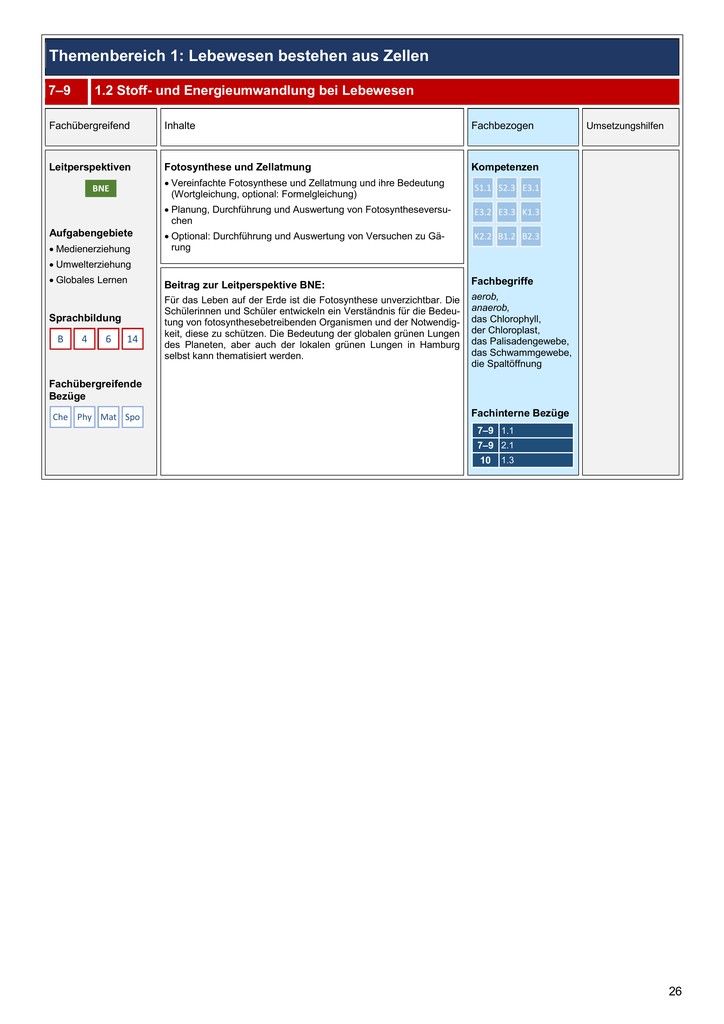 Themenbereich 1: Lebewesen bestehen aus Zellen
7–9
1.2 Stoff- und Energieumwandlung bei Lebewesen
Fachübergreifend
Inhalte
Fachbezogen
Umsetzungshilfen
Leitperspektiven
BNE
Aufgabengebiete
• Medienerziehung
• Umwelterziehung
• Globales Lernen
Sprachbildung
B 4 6 14
Fachübergreifende
Bezüge
Che Phy Mat Spo
Fotosynthese und Zellatmung
• Vereinfachte Fotosynthese und Zellatmung und ihre Bedeutung
(Wortgleichung, optional: Formelgleichung)
• Planung, Durchführung und Auswertung von Fotosyntheseversu-
chen
• Optional: Durchführung und Auswertung von Versuchen zu Gä-
rung
Beitrag zur Leitperspektive BNE:
Für das Leben auf der Erde ist die Fotosynthese unverzichtbar. Die
Schülerinnen und Schüler entwickeln ein Verständnis für die Bedeu-
tung von fotosynthesebetreibenden Organismen und der Notwendig-
keit, diese zu schützen. Die Bedeutung der globalen grünen Lungen
des Planeten, aber auch der lokalen grünen Lungen in Hamburg
selbst kann thematisiert werden.
Kompetenzen
S1.1 S2.3 E3.1
E3.2 E3.3 K1.3
K2.2 B1.2 B2.3
Fachbegriffe
aerob,
anaerob,
das Chlorophyll,
der Chloroplast,
das Palisadengewebe,
das Schwammgewebe,
die Spaltöffnung
Fachinterne Bezüge
7–9 1.1
7–9 2.1
10 1.3
26